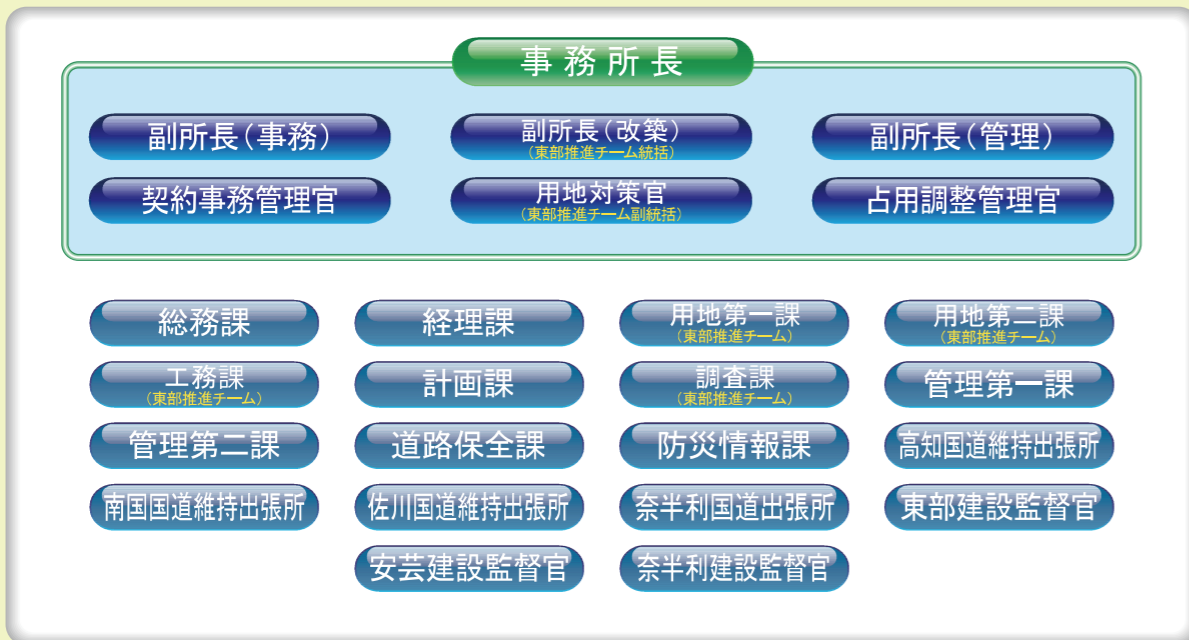 事務所長
副所長（事務）
副所長（改築）
（東部推進チーム統括）
副所長（管理）
契約事務管理官
用地対策官
（東部推進チーム副統括）
占用調整管理官
総務課
経理課
用地第一課
（東部推進チーム）
用地第二課
（東部推進チーム）
工務課
（東部推進チーム）
計画課
調査課
（東部推進チーム）
管理第一課
管理第二課
道路保全課
防災情報課
高知国道維持出張所
南国国道維持出張所
佐川国道維持出張所
奈半利国道出張所
東部建設監督官
安芸建設監督官
奈半利建設監督官